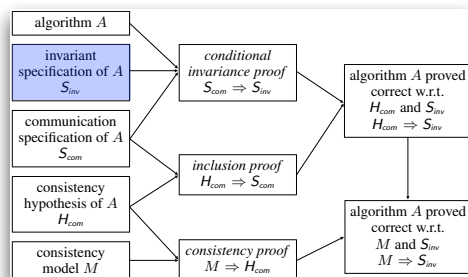 algorithm A
invariant
specification of A
S_inv
communication
specification of A
S_com
consistency
hypothesis of A
H_com
consistency
model M
conditional
invariance proof
S_com ⇒ S_inv
inclusion proof
H_com ⇒ S_com
consistency proof
M ⇒ H_com
algorithm A proved
correct w.r.t.
H_com and S_inv
H_com ⇒ S_inv
algorithm A proved
correct w.r.t.
M and S_inv
M ⇒ S_inv